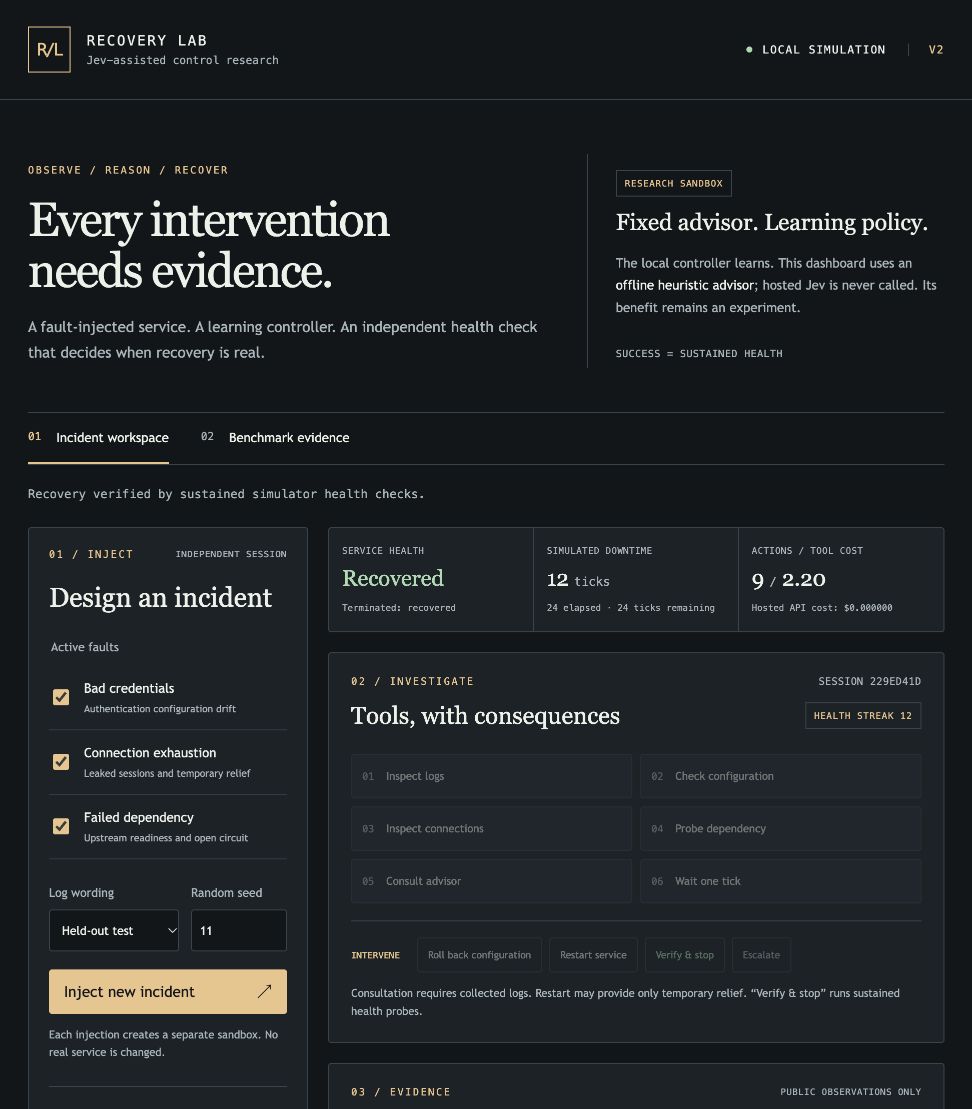 R/L
RECOVERY LAB
Jev-assisted control research
LOCAL SIMULATION
V2
OBSERVE / REASON / RECOVER
Every intervention
needs evidence.
A fault-injected service. A learning controller. An independent health check
that decides when recovery is real.
RESEARCH SANDBOX
Fixed advisor. Learning policy.
The local controller learns. This dashboard uses an
offline heuristic advisor; hosted Jev is never called. Its
benefit remains an experiment.
SUCCESS = SUSTAINED HEALTH
01 Incident workspace
02 Benchmark evidence
Recovery verified by sustained simulator health checks.
01 / INJECT
INDEPENDENT SESSION
Design an incident
Active faults
Bad credentials
Authentication configuration drift
Connection exhaustion
Leaked sessions and temporary relief
Failed dependency
Upstream readiness and open circuit
Log wording
Random seed
Held-out test
11
Inject new incident
Each injection creates a separate sandbox. No
real service is changed.
SERVICE HEALTH
Recovered
Terminated: recovered
SIMULATED DOWNTIME
12 ticks
24 elapsed · 24 ticks remaining
ACTIONS / TOOL COST
9 / 2.20
Hosted API cost: $0.000000
02 / INVESTIGATE
SESSION 229ED41D
Tools, with consequences
HEALTH STREAK 12
01 Inspect logs
02 Check configuration
03 Inspect connections
04 Probe dependency
05 Consult advisor
06 Wait one tick
INTERVENE
Roll back configuration
Restart service
Verify & stop
Escalate
Consultation requires collected logs. Restart may provide only temporary relief. “Verify & stop” runs sustained
health probes.
03 / EVIDENCE
PUBLIC OBSERVATIONS ONLY